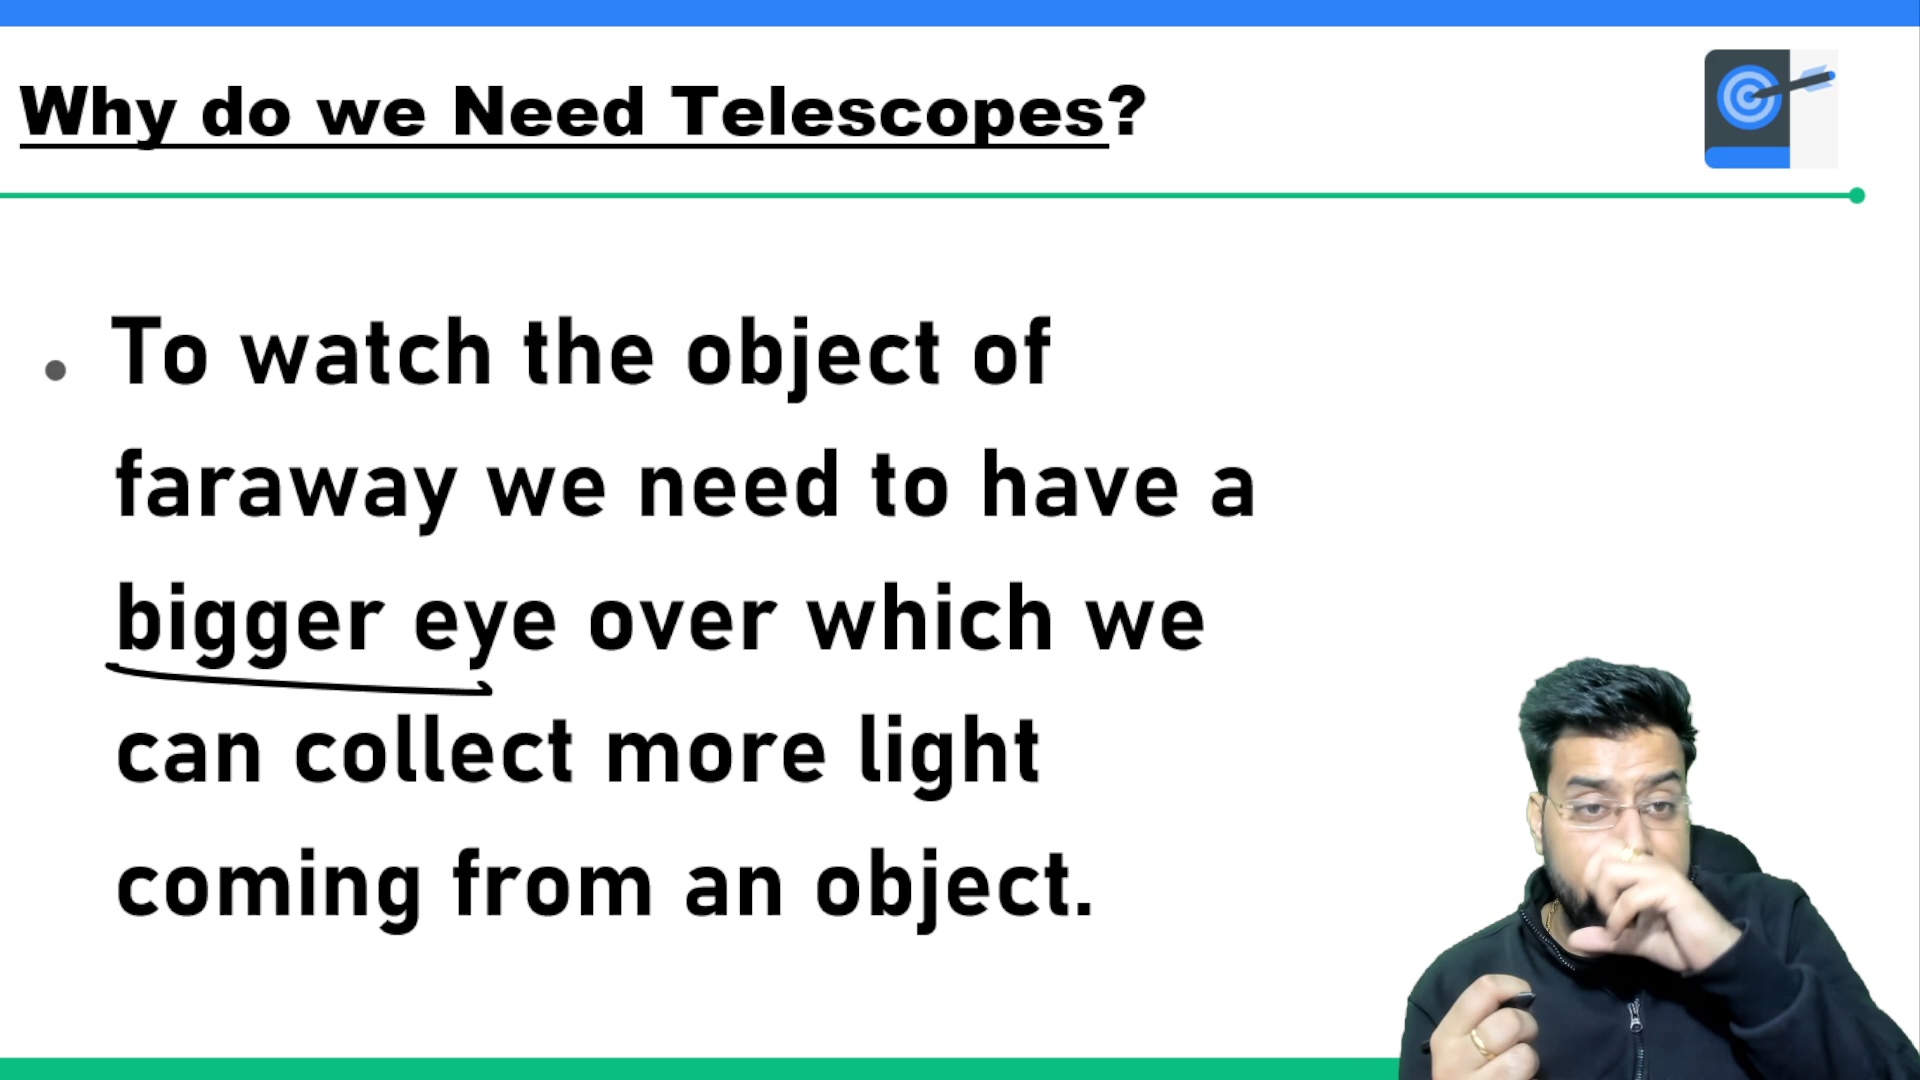 Why do we Need Telescopes?
To watch the object of
faraway we need to have a
bigger eye over which we
can collect more light
coming from an object.